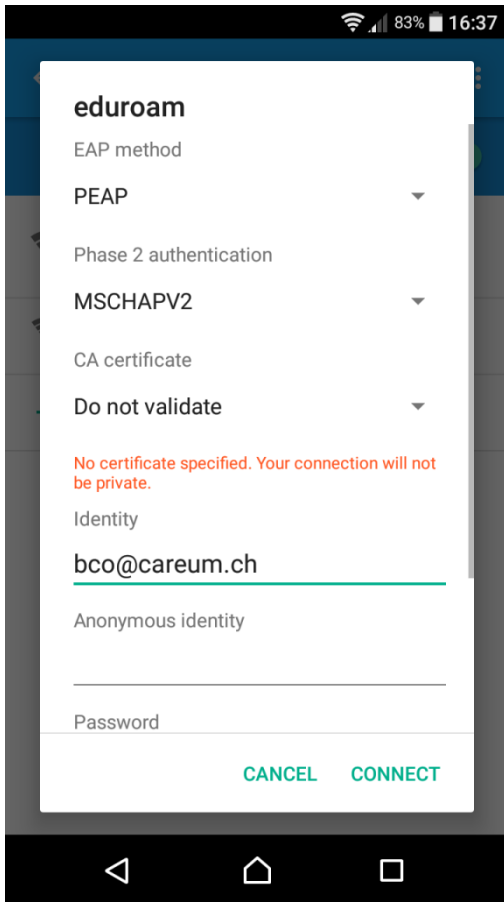 83% 16:37
eduroam
EAP method
PEAP
Phase 2 authentication
MSCHAPV2
CA certificate
Do not validate
No certificate specified. Your connection will not
be private.
Identity
bco@careum.ch
Anonymous identity
Password
CANCEL CONNECT